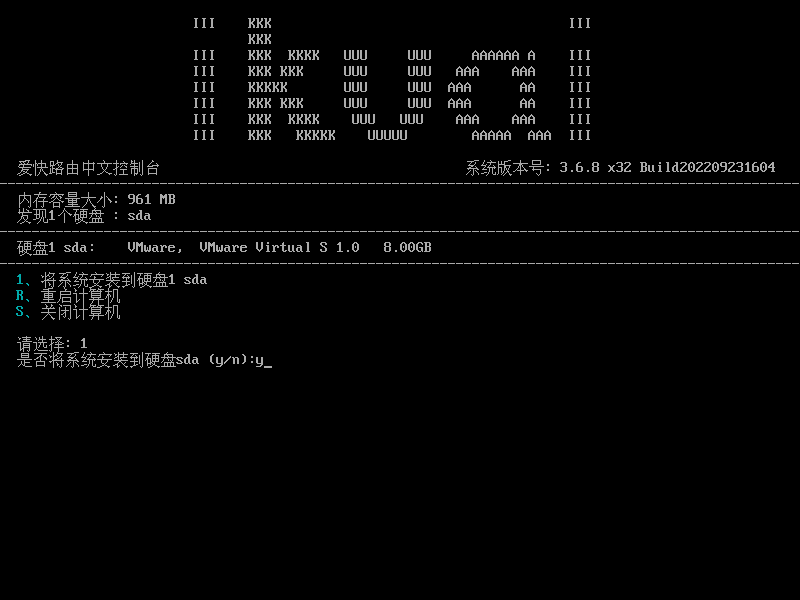 III    KKK                                     III
       KKK
III    KKK  KKKK   UUU     UUU     AAAAAA A    III
III    KKK KKK     UUU     UUU   AAA    AAA    III
III    KKKKK       UUU     UUU  AAA      AA    III
III    KKK KKK     UUU     UUU  AAA      AA    III
III    KKK  KKKK    UUU   UUU    AAA    AAA    III
III    KKK   KKKKK    UUUUU        AAAAA  AAA  III
爱快路由中文控制台 系统版本号: 3.6.8 x32 Build202209231604
内存容量大小: 961 MB
发现1个硬盘 : sda
硬盘1 sda:    VMware,  VMware Virtual S 1.0   8.00GB
1、将系统安装到硬盘1 sda
R、重启计算机
S、关闭计算机
请选择: 1
是否将系统安装到硬盘sda (y/n):y_